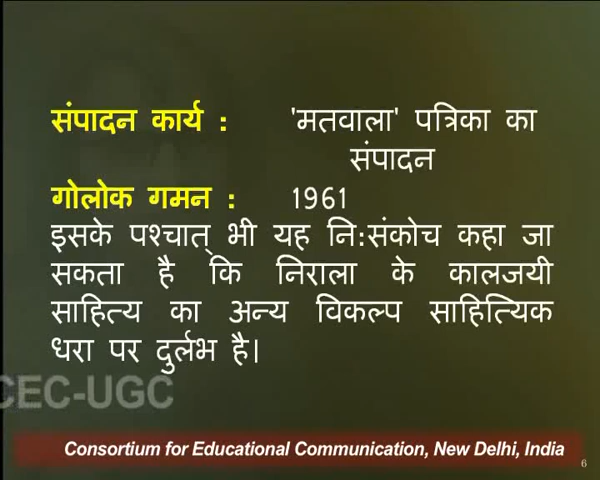 संपादन कार्य : 'मतवाला' पत्रिका का
संपादन
गोलोक गमन : 1961
इसके पश्चात् भी यह नि:संकोच कहा जा
सकता है कि निराला के कालजयी
साहित्य का अन्य विकल्प साहित्यिक
धरा पर दुर्लभ है।
CEC-UGC
Consortium for Educational Communication, New Delhi, India
6